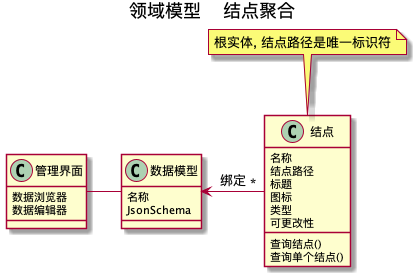 领域模型 结点聚合
根实体, 结点路径是唯一标识符
C 结点
名称
结点路径
标题
图标
类型
可更改性
查询结点()
查询单个结点()
C 管理界面
数据浏览器
数据编辑器
C 数据模型
名称
JsonSchema
绑定 *